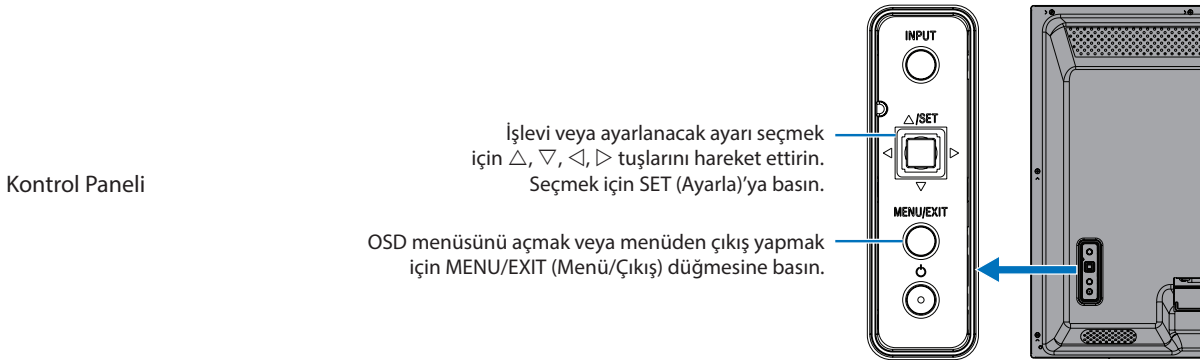 INPUT
△/SET
İşlevi veya ayarlanacak ayarı seçmek
için △, ▽, ◁, ▷ tuşlarını hareket ettirin.
Seçmek için SET (Ayarla)’ya basın.
Kontrol Paneli
MENU/EXIT
OSD menüsünü açmak veya menüden çıkış yapmak
için MENU/EXIT (Menü/Çıkış) düğmesine basın.